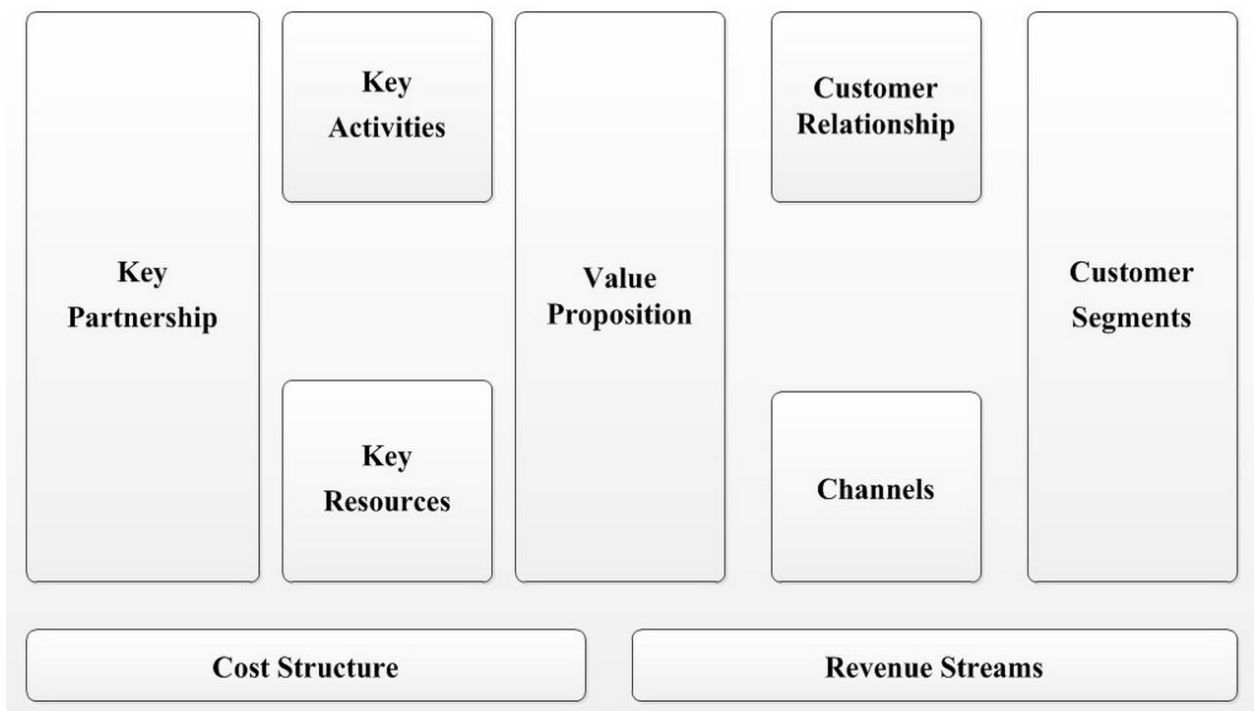 Key
Activities
Customer
Relationship
Key
Partnership
Value
Proposition
Customer
Segments
Key
Resources
Channels
Cost Structure
Revenue Streams